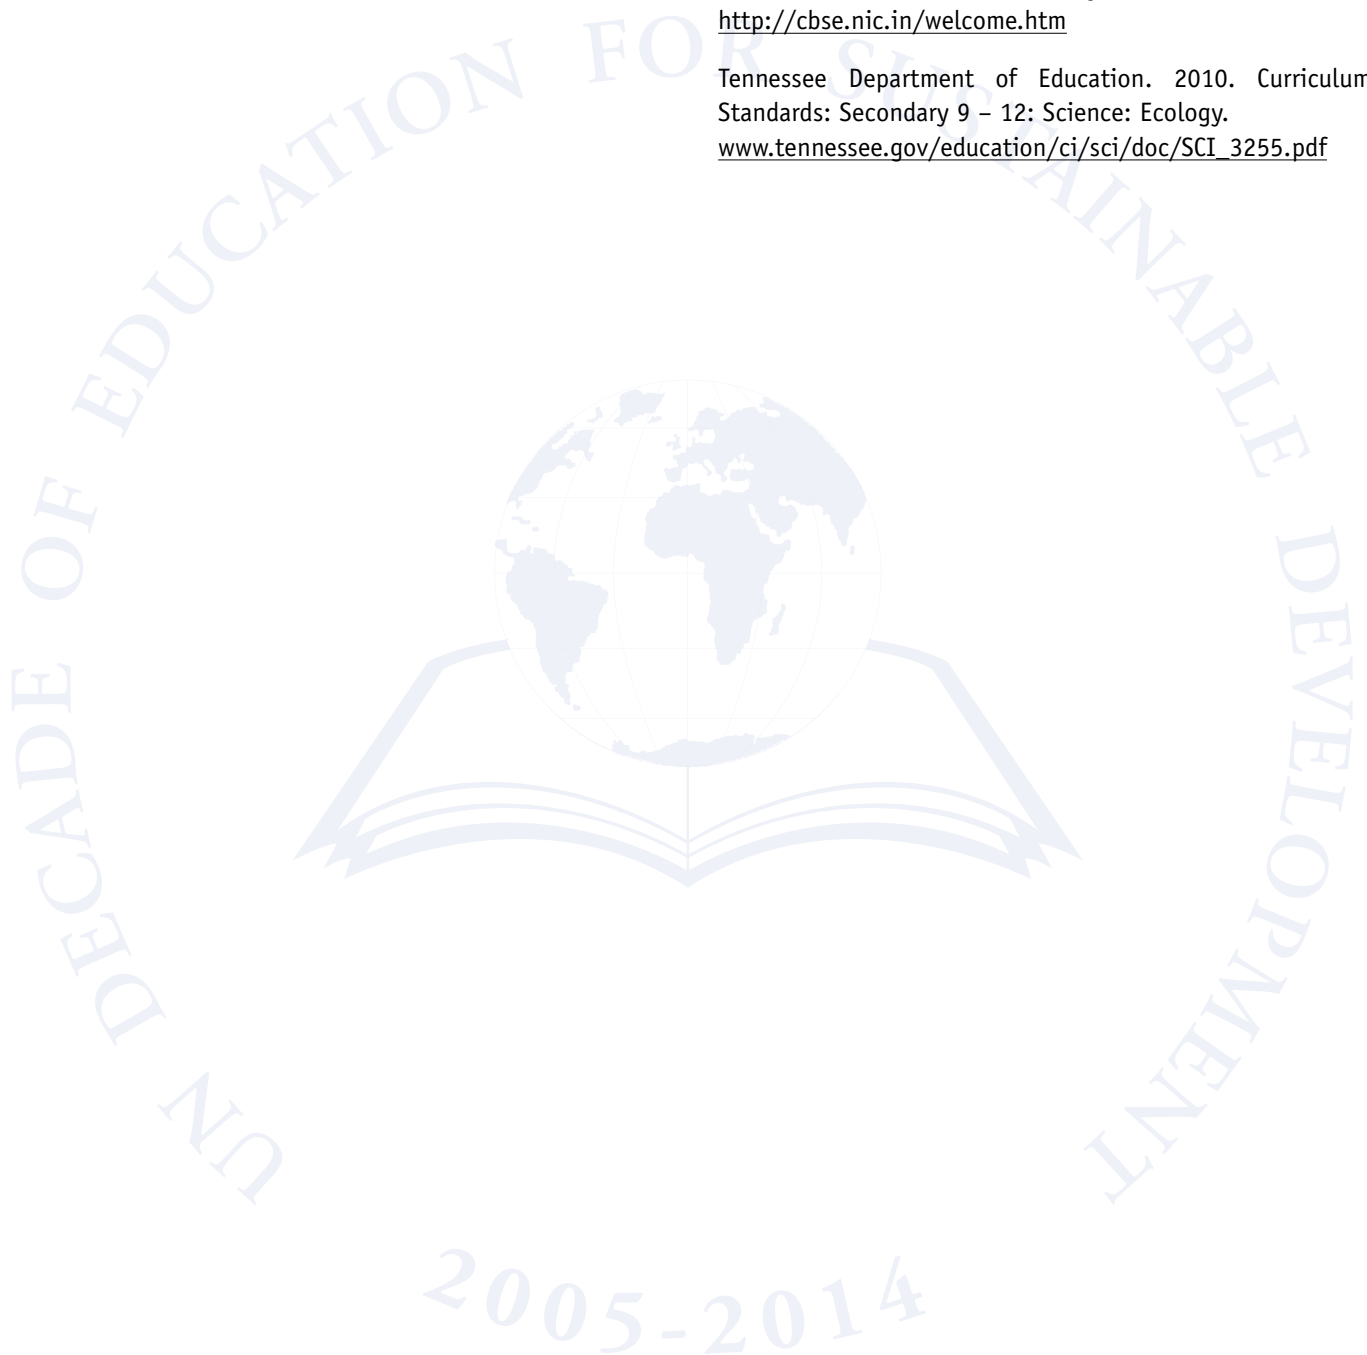 http://cbse.nic.in/welcome.htm
Tennessee Department of Education. 2010. Curriculum
Standards: Secondary 9 – 12: Science: Ecology.
www.tennessee.gov/education/ci/sci/doc/SCI_3255.pdf
UN DECADE OF EDUCATION FOR SUSTAINABLE DEVELOPMENT
2005-2014